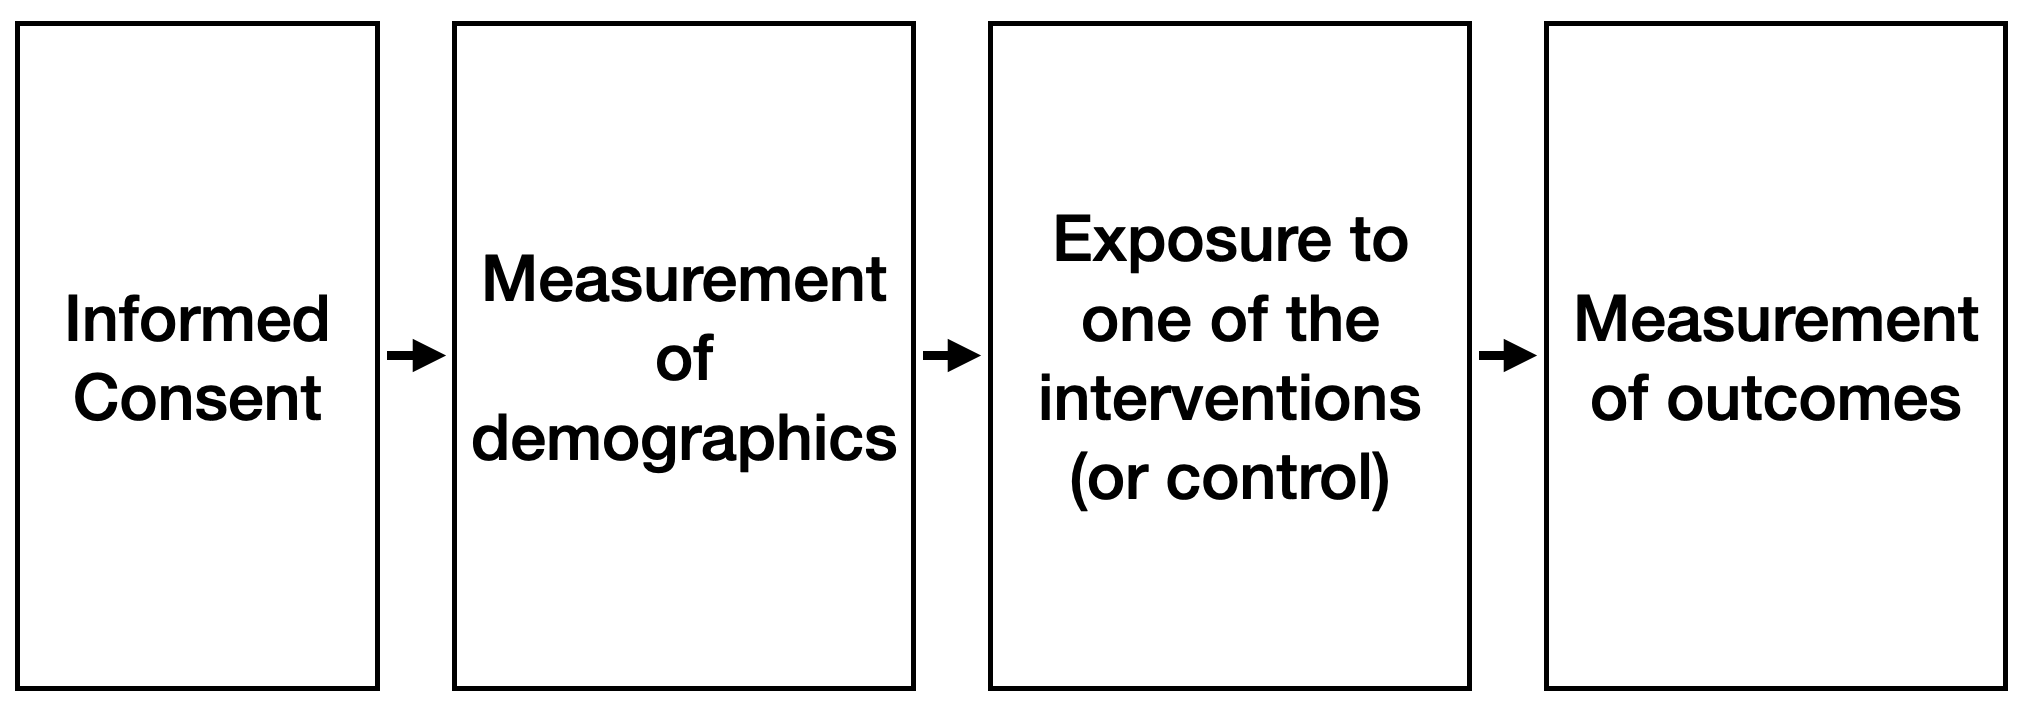 Informed
Consent
Measurement
of
demographics
Exposure to
one of the
interventions
(or control)
Measurement
of outcomes